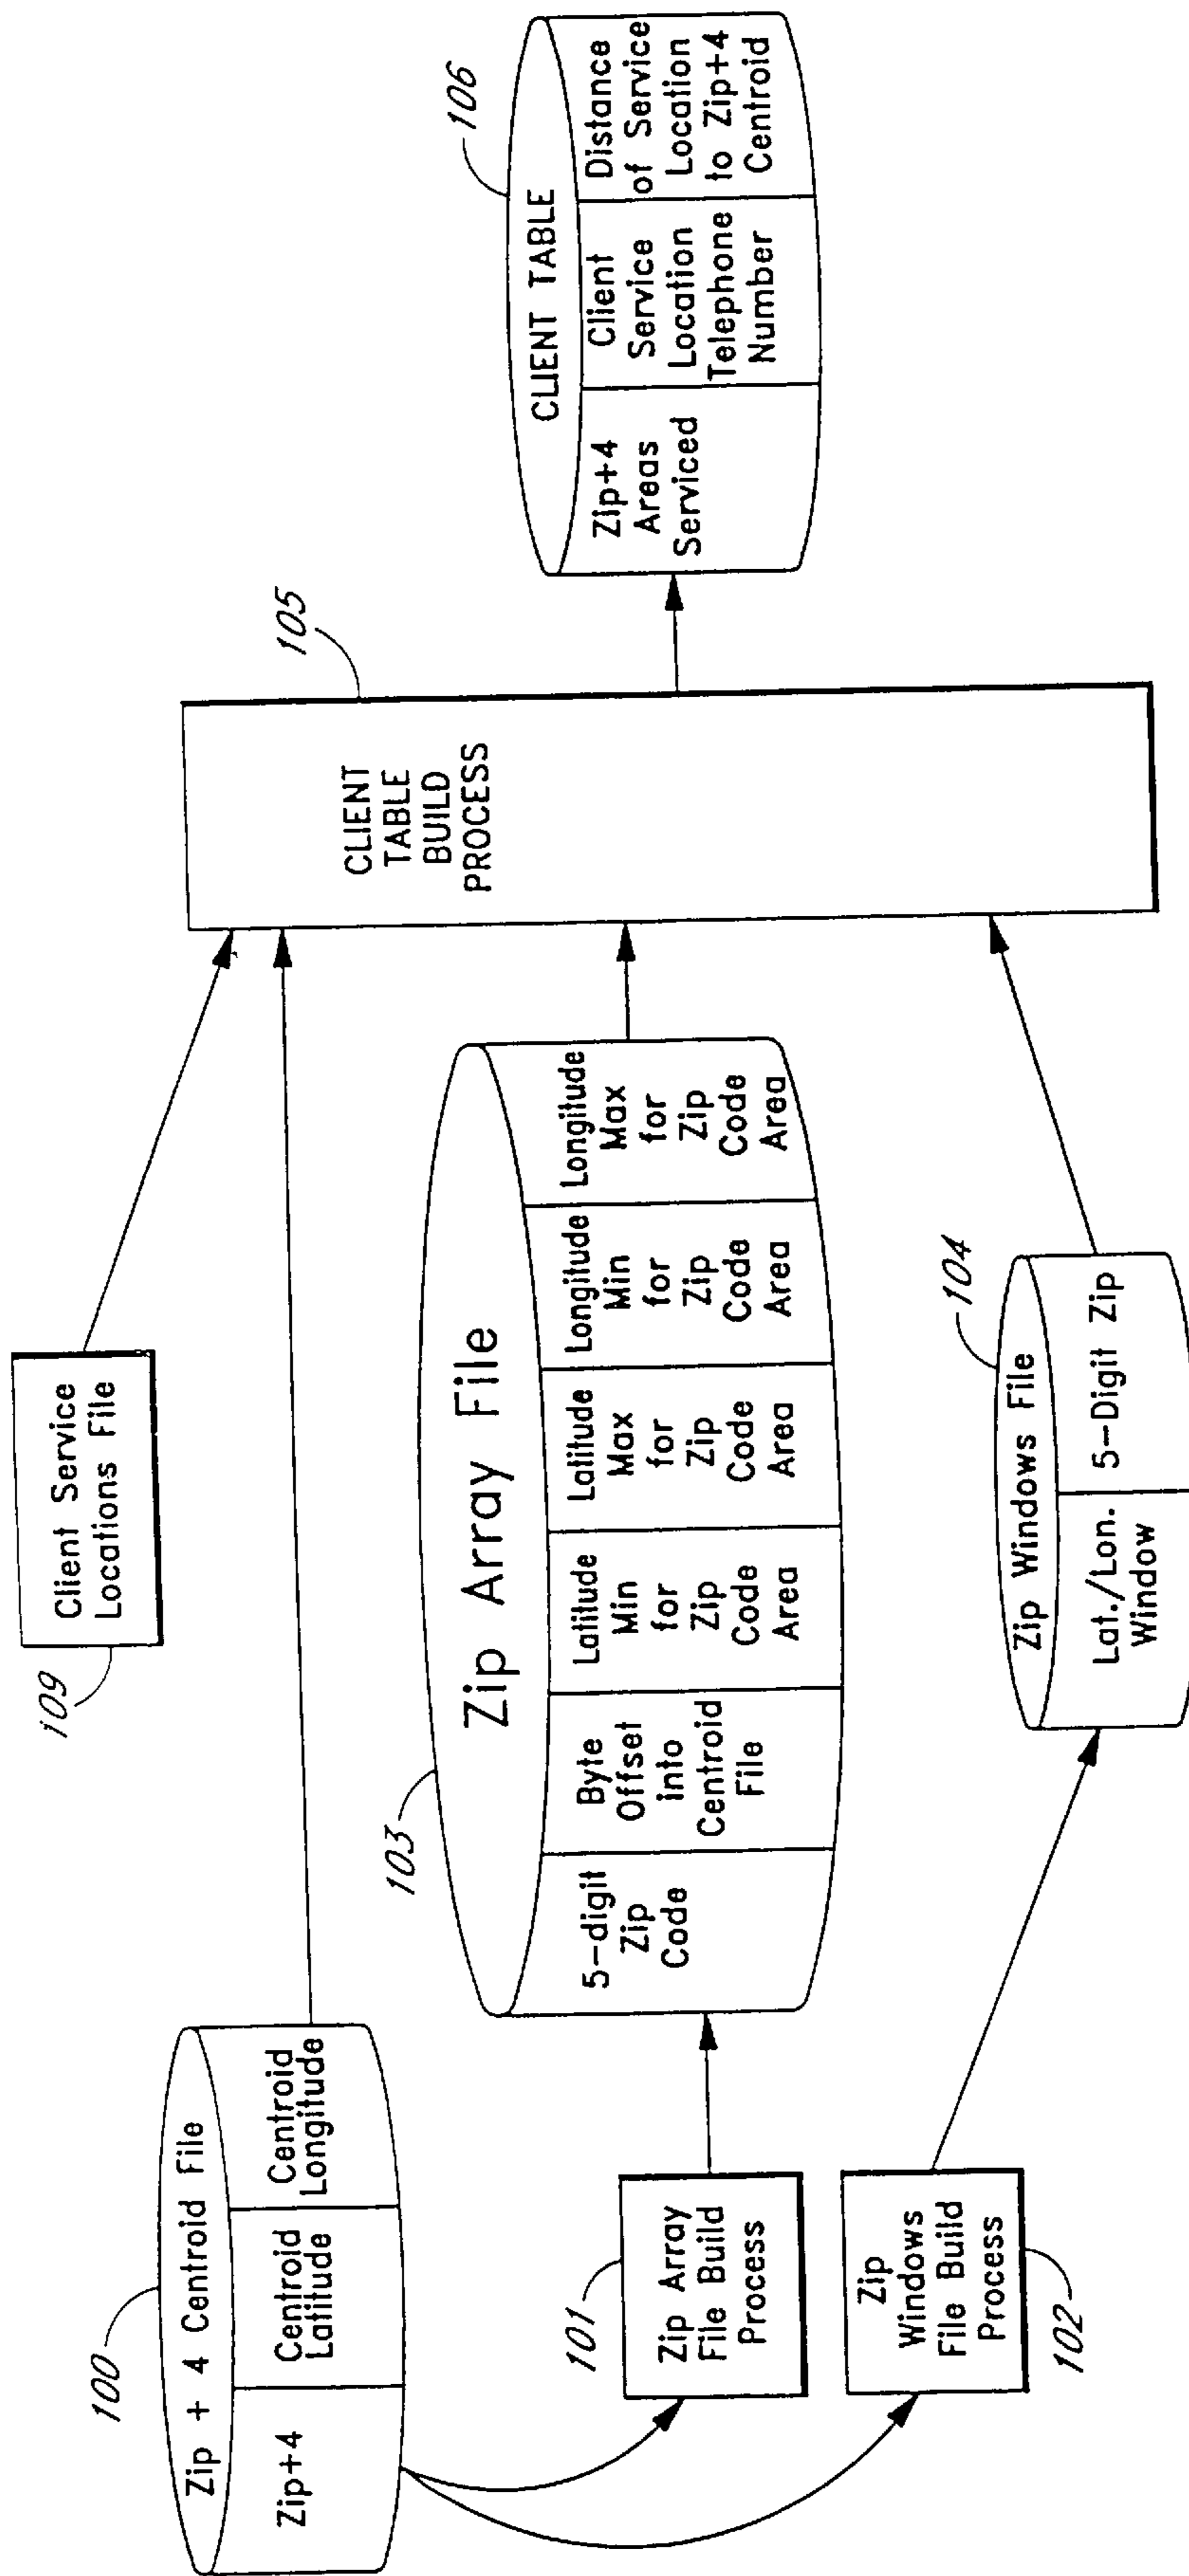 109
Client Service
Locations File
100
Zip + 4 Centroid File
Zip+4
Centroid
Latitude
Centroid
Longitude
101
Zip Array
File Build
Process
Zip
Windows
File Build
Process
102
103
Zip Array File
5-digit
Zip
Code
Byte
Offset
into
Centroid
File
Latitude
Min
for
Zip
Code
Area
Latitude
Max
for
Zip
Code
Area
Longitude
Min
for
Zip
Code
Area
Longitude
Max
for
Zip
Code
Area
104
Zip Windows File
Lat./Lon.
Window
5-Digit Zip
105
CLIENT
TABLE
BUILD
PROCESS
106
CLIENT TABLE
Zip+4
Areas
Serviced
Client
Service
Location
Telephone
Number
Distance
of Service
Location
to Zip+4
Centroid